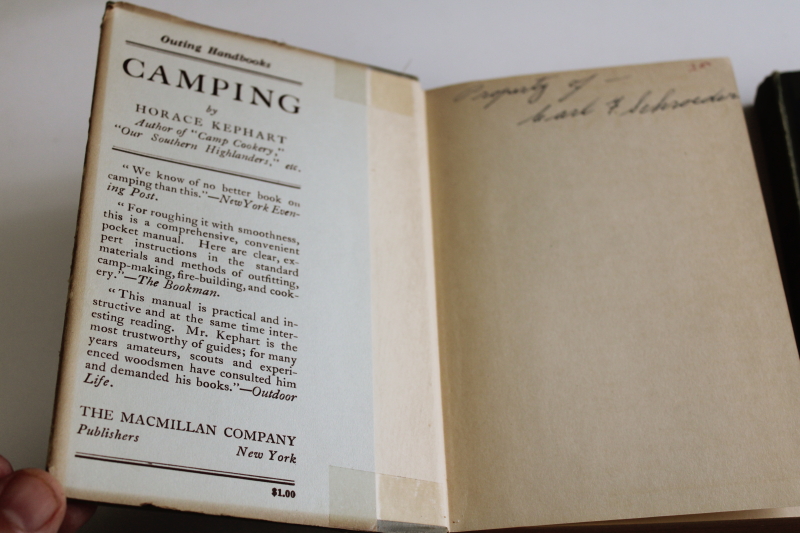 Outing Handbooks
CAMPING
by
HORACE KEPHART
Author of "Camp Cookery,"
"Our Southern Highlanders," etc.
"We know of no better book on
camping than this."—New York Even-
ing Post.
"For roughing it with smoothness,
this is a comprehensive, convenient
pocket manual. Here are clear, ex-
pert instructions in the standard
materials and methods of outfitting,
camp-making, fire-building, and cook-
ery."—The Bookman.
"This manual is practical and in-
structive and at the same time inter-
esting reading. Mr. Kephart is the
most trustworthy of guides; for many
years amateurs, scouts and experi-
enced woodsmen have consulted him
and demanded his books."—Outdoor
Life.
THE MACMILLAN COMPANY
Publishers New York
$1.00
Property of —
Carl F Schroeder